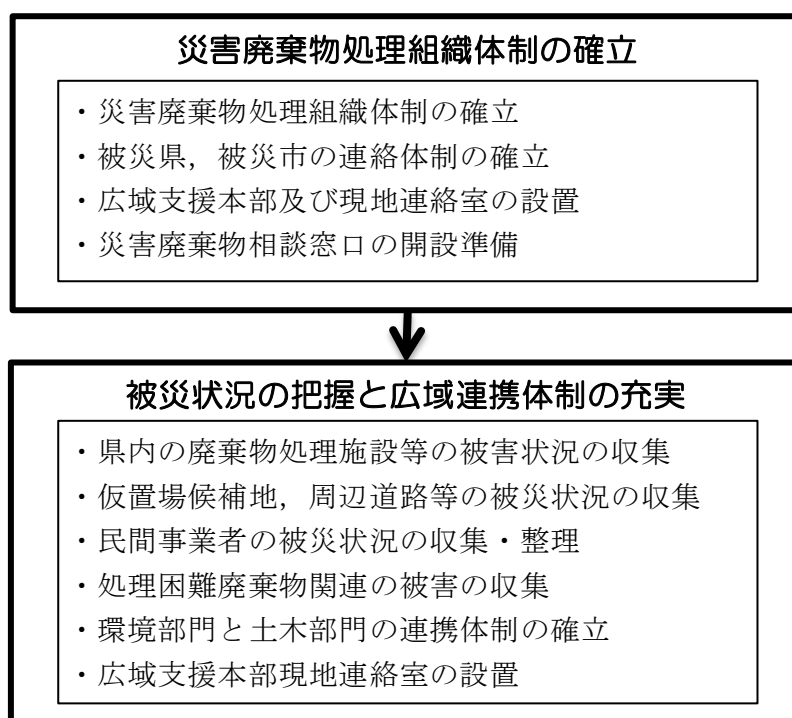 災害廃棄物処理組織体制の確立
・災害廃棄物処理組織体制の確立
・被災県，被災市の連絡体制の確立
・広域支援本部及び現地連絡室の設置
・災害廃棄物相談窓口の開設準備
被災状況の把握と広域連携体制の充実
・県内の廃棄物処理施設等の被害状況の収集
・仮置場候補地，周辺道路等の被災状況の収集
・民間事業者の被災状況の収集・整理
・処理困難廃棄物関連の被害の収集
・環境部門と土木部門の連携体制の確立
・広域支援本部現地連絡室の設置